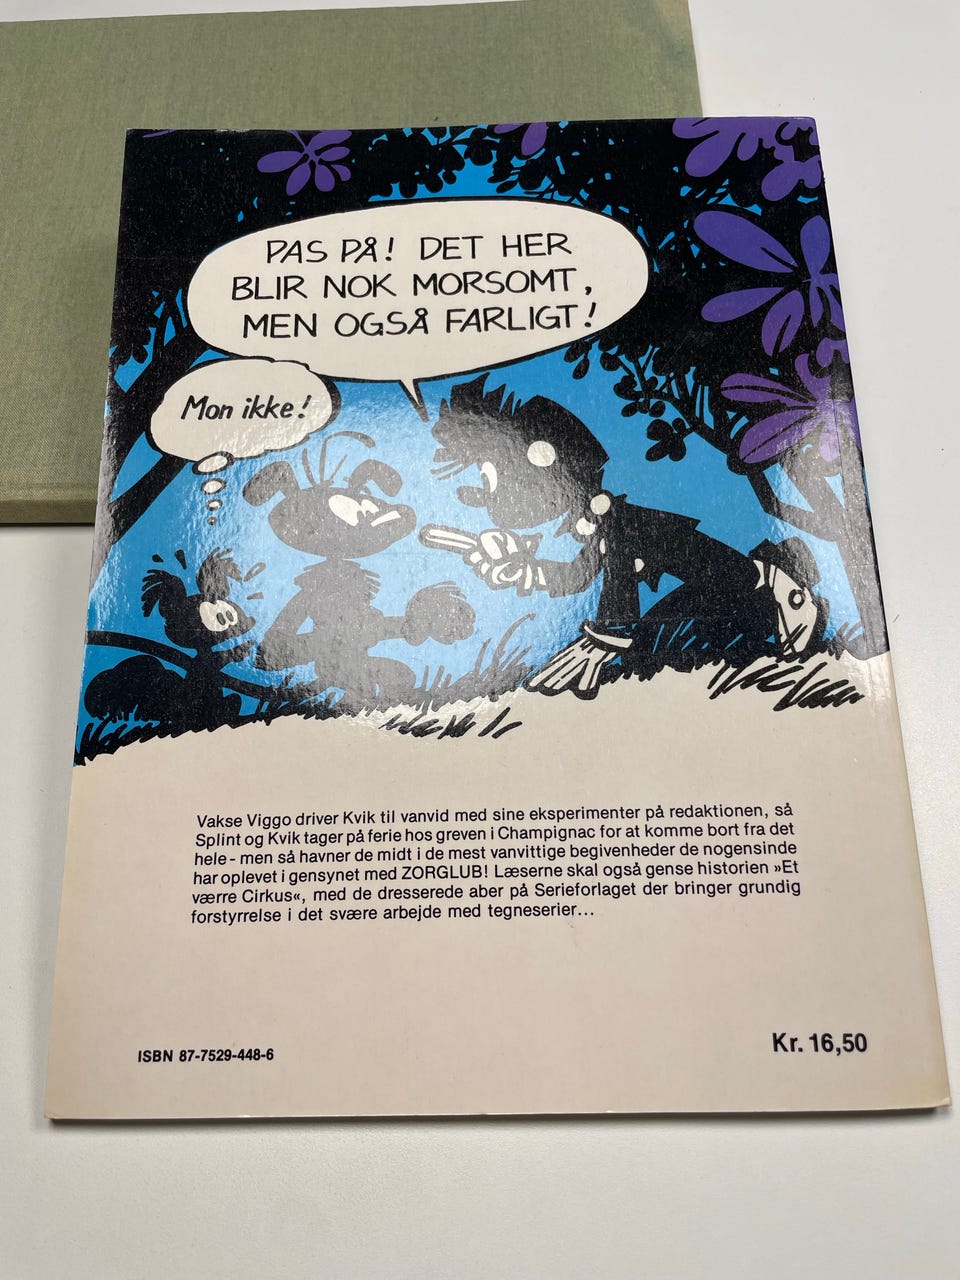 PAS PÅ! DET HER
BLIR NOK MORSOMT,
MEN OGSÅ FARLIGT!
Mon ikke!
Vakse Viggo driver Kvik til vanvid med sine eksperimenter på redaktionen, så
Splint og Kvik tager på ferie hos greven i Champignac for at komme bort fra det
hele - men så havner de midt i de mest vanvittige begivenheder de nogensinde
har oplevet i gensynet med ZORGLUB! Læserne skal også gense historien »Et
værre Cirkus«, med de dresserede aber på Serieforlaget der bringer grundig
forstyrrelse i det svære arbejde med tegneserier...
ISBN 87-7529-448-6
Kr. 16,50